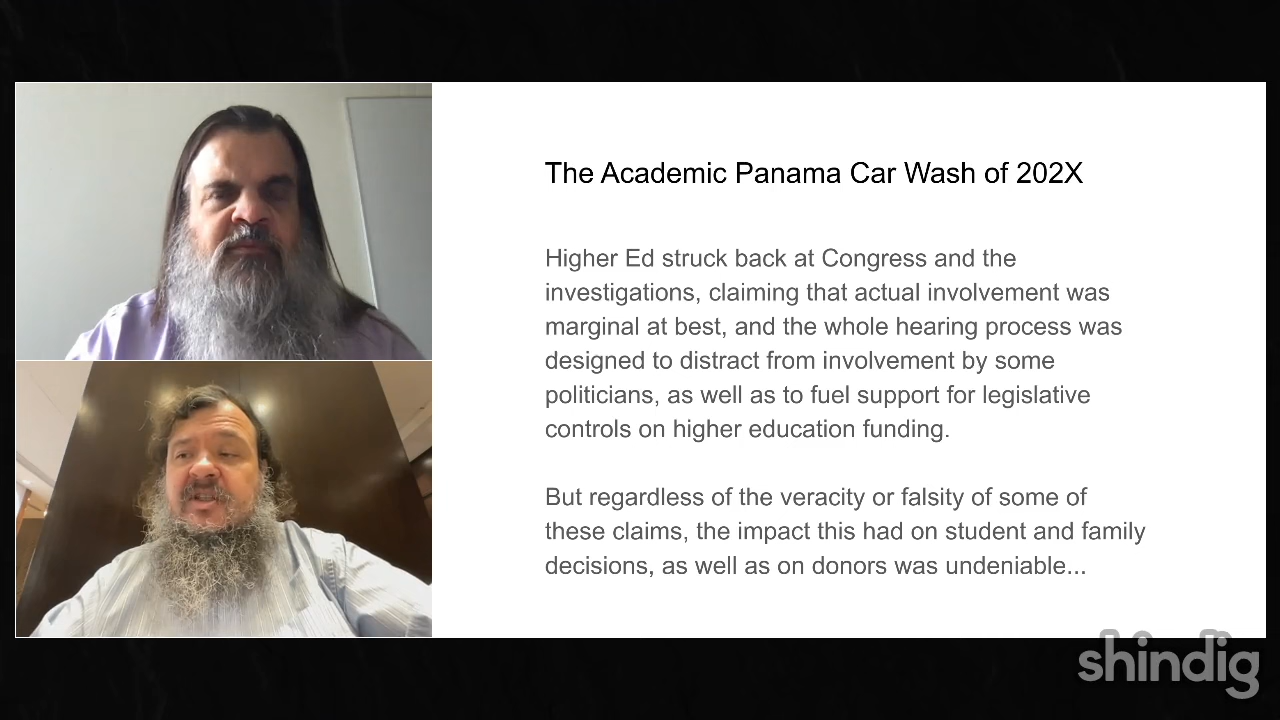 The Academic Panama Car Wash of 202X
Higher Ed struck back at Congress and the
investigations, claiming that actual involvement was
marginal at best, and the whole hearing process was
designed to distract from involvement by some
politicians, as well as to fuel support for legislative
controls on higher education funding.
But regardless of the veracity or falsity of some of
these claims, the impact this had on student and family
decisions, as well as on donors was undeniable...
shindig